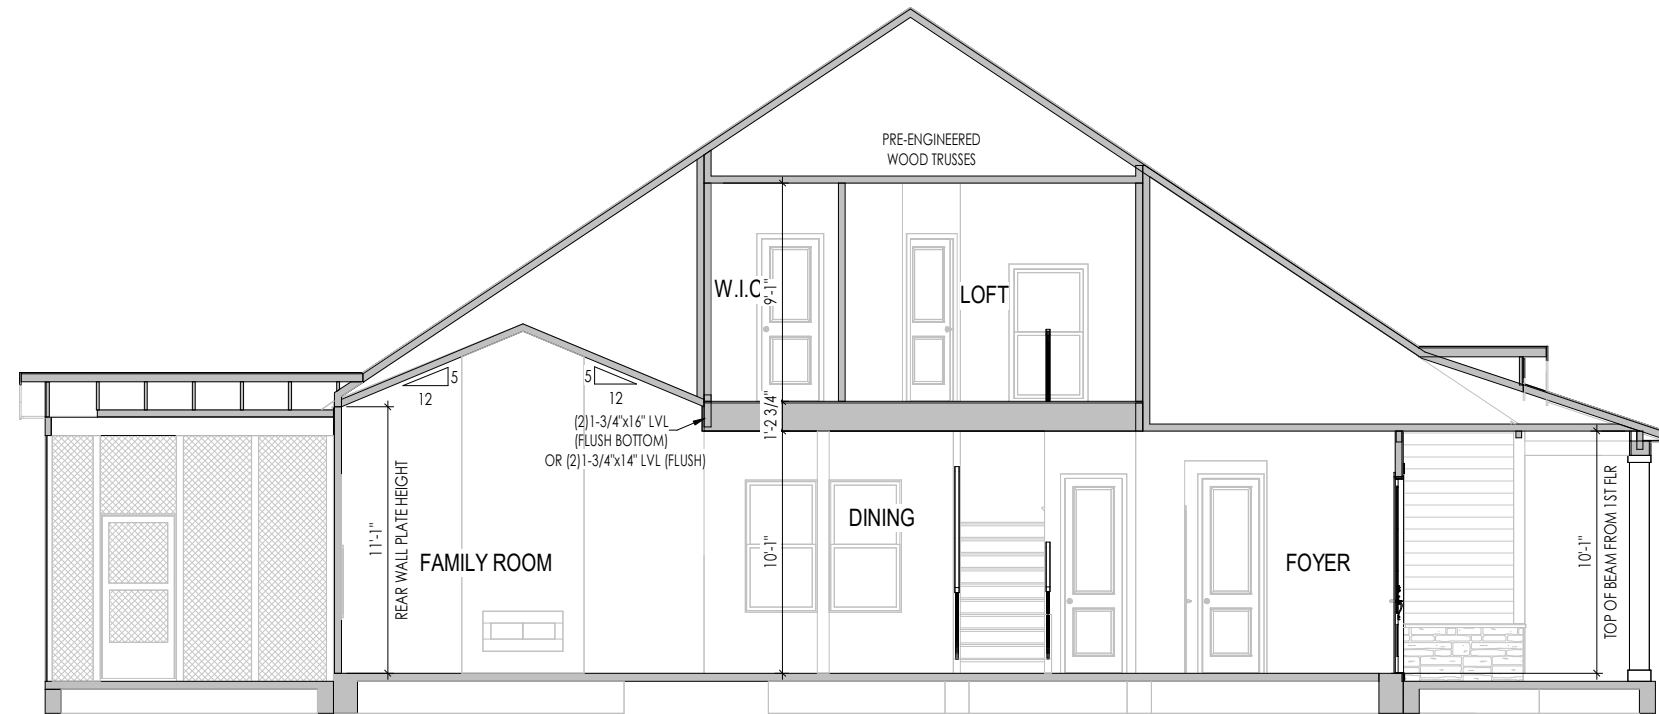 PRE-ENGINEERED
WOOD TRUSSES
W.I.C
9'-1"
LOFT
5
12
5
12
(2)1-3/4"x16" LVL
(FLUSH BOTTOM)
OR (2)1-3/4"x14" LVL (FLUSH)
1'-2 3/4"
11'-1"
REAR WALL PLATE HEIGHT
FAMILY ROOM
10'-1"
DINING
FOYER
10'-1"
TOP OF BEAM FROM 1ST FLR